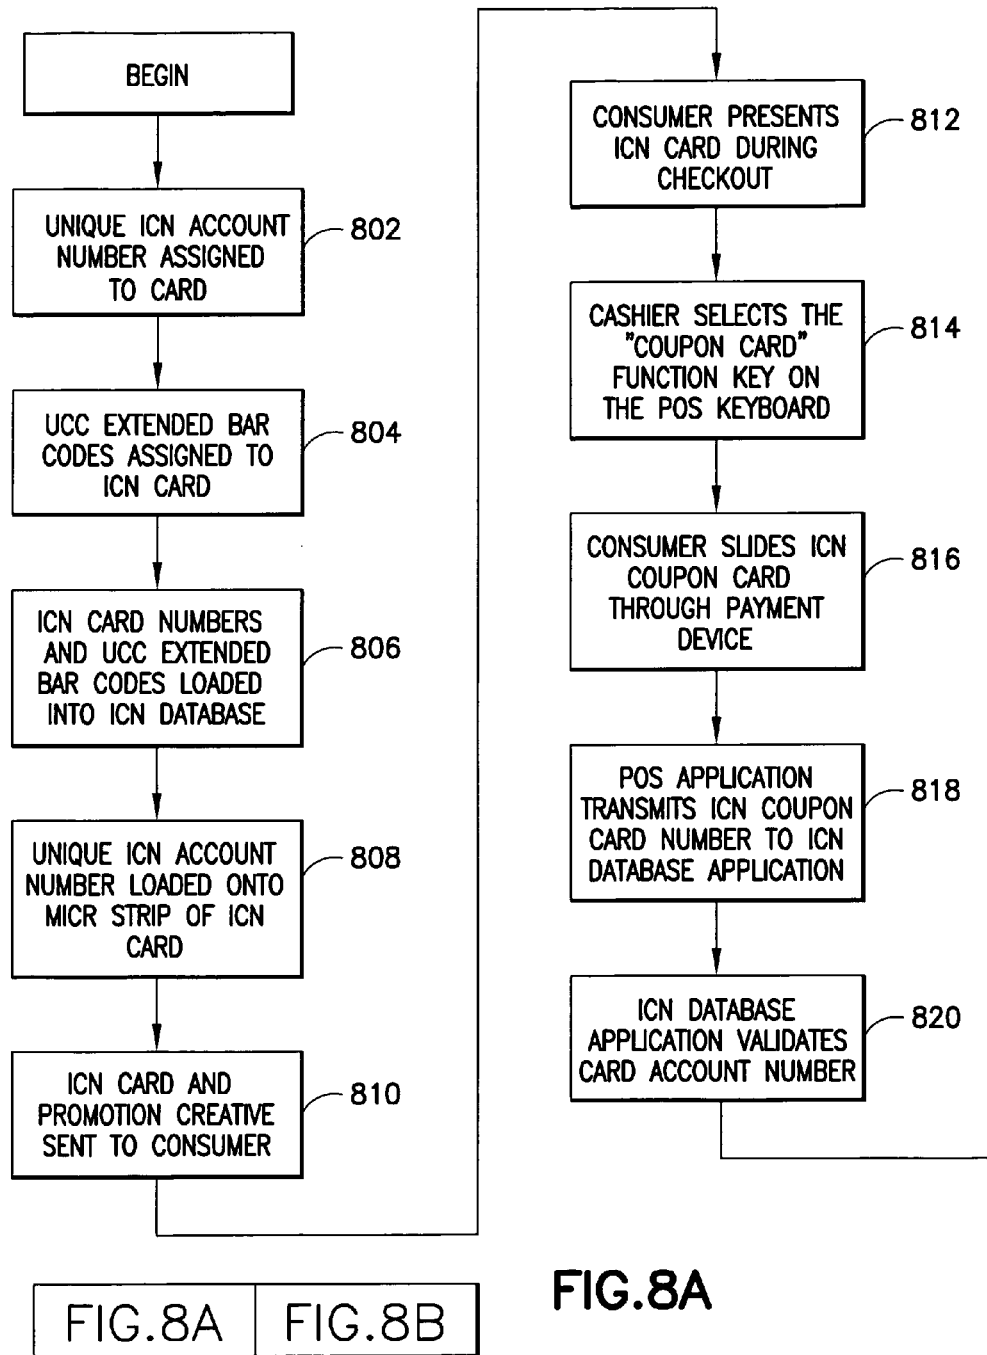 BEGIN
UNIQUE ICN ACCOUNT
NUMBER ASSIGNED
TO CARD
802
UCC EXTENDED BAR
CODES ASSIGNED TO
ICN CARD
804
ICN CARD NUMBERS
AND UCC EXTENDED
BAR CODES LOADED
INTO ICN DATABASE
806
UNIQUE ICN ACCOUNT
NUMBER LOADED ONTO
MICR STRIP OF ICN
CARD
808
ICN CARD AND
PROMOTION CREATIVE
SENT TO CONSUMER
810
CONSUMER PRESENTS
ICN CARD DURING
CHECKOUT
812
CASHIER SELECTS THE
"COUPON CARD"
FUNCTION KEY ON
THE POS KEYBOARD
814
CONSUMER SLIDES ICN
COUPON CARD
THROUGH PAYMENT
DEVICE
816
POS APPLICATION
TRANSMITS ICN COUPON
CARD NUMBER TO ICN
DATABASE APPLICATION
818
ICN DATABASE
APPLICATION VALIDATES
CARD ACCOUNT NUMBER
820
FIG.8A FIG.8B
FIG.8A